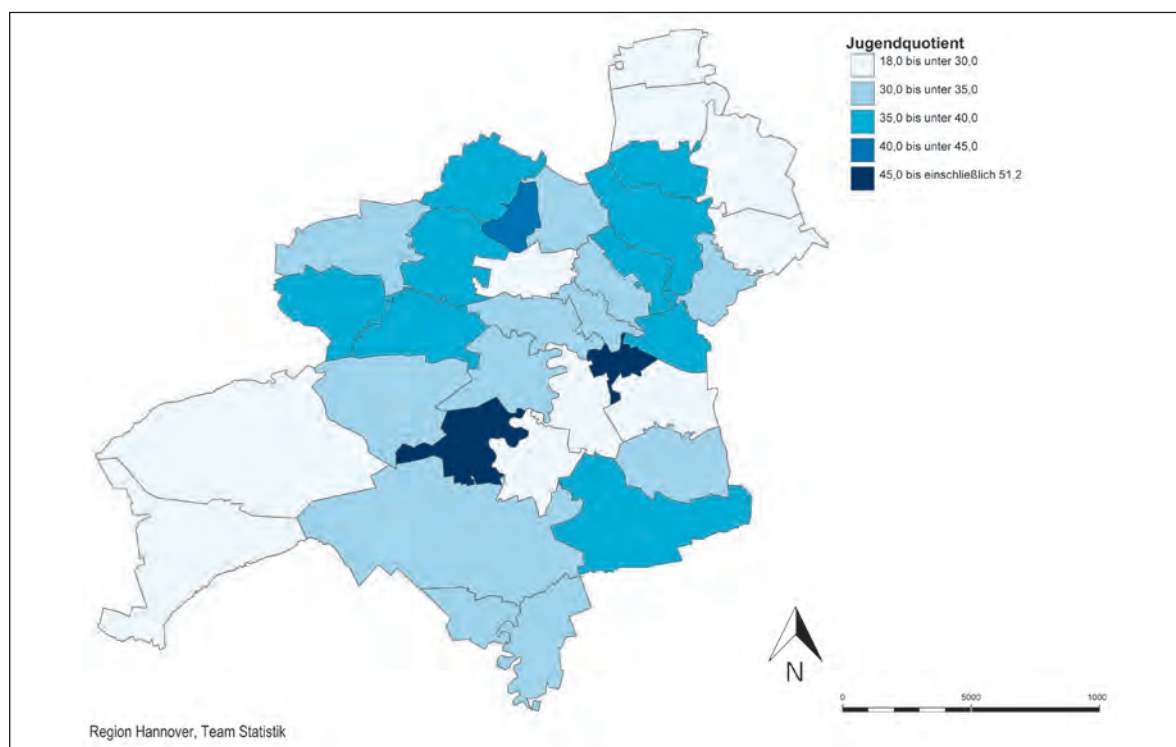 Jugendquotient
18,0 bis unter 30,0
30,0 bis unter 35,0
35,0 bis unter 40,0
40,0 bis unter 45,0
45,0 bis einschließlich 51,2
N
0 5000 1000
Region Hannover, Team Statistik